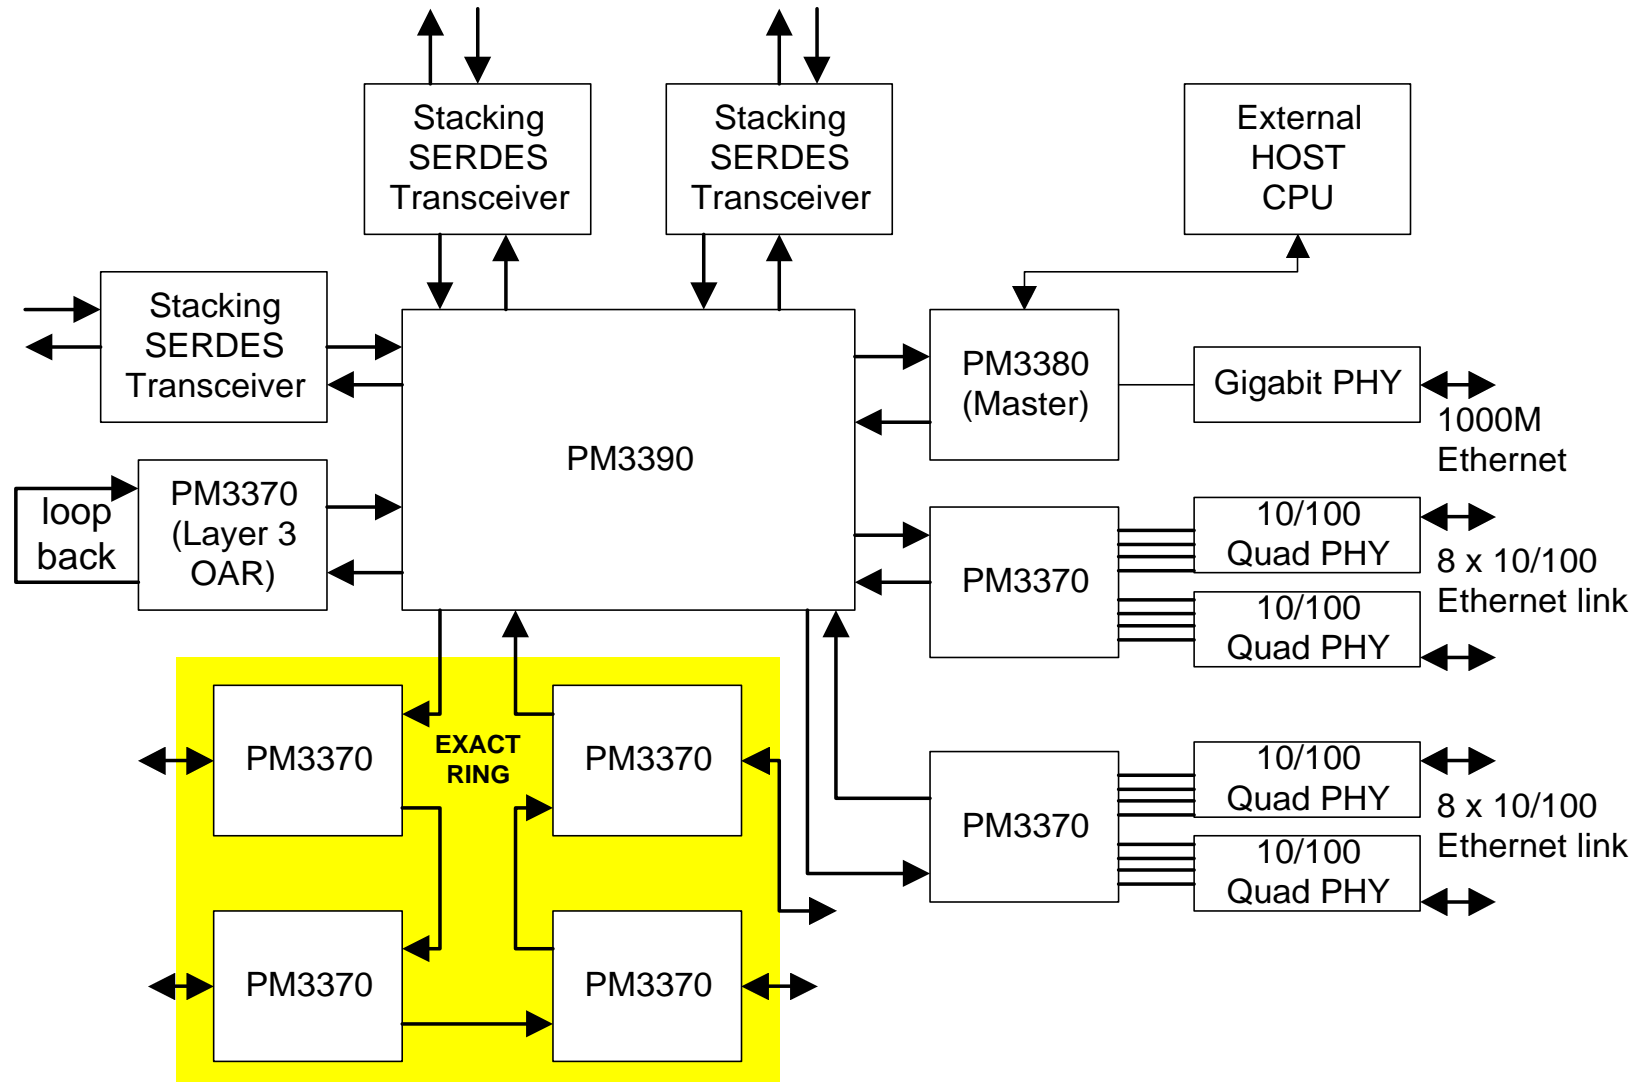 Stacking
SERDES
Transceiver
Stacking
SERDES
Transceiver
External
HOST
CPU
Stacking
SERDES
Transceiver
PM3380
(Master)
Gigabit PHY
1000M
Ethernet
PM3390
loop
back
PM3370
(Layer 3
OAR)
PM3370
10/100
Quad PHY
10/100
Quad PHY
8 x 10/100
Ethernet link
PM3370
EXACT
RING
PM3370
PM3370
10/100
Quad PHY
10/100
Quad PHY
8 x 10/100
Ethernet link
PM3370
PM3370